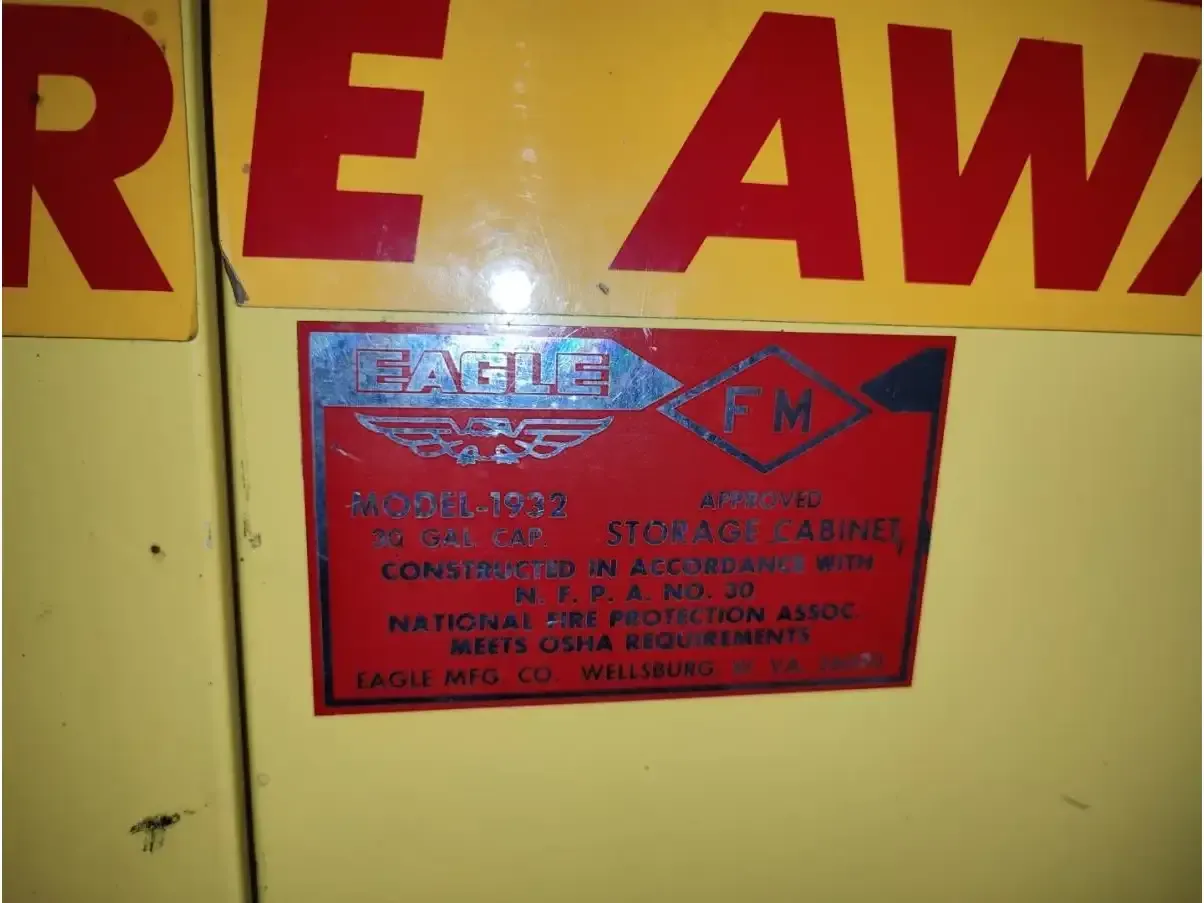 RE AWA
EAGLE
FM
MODEL-1932
30 GAL. CAP.
APPROVED
STORAGE CABINET
CONSTRUCTED IN ACCORDANCE WITH
N. F. P. A. NO. 30
NATIONAL FIRE PROTECTION ASSOC.
MEETS OSHA REQUIREMENTS
EAGLE MFG. CO. WELLSBURG, W. VA.